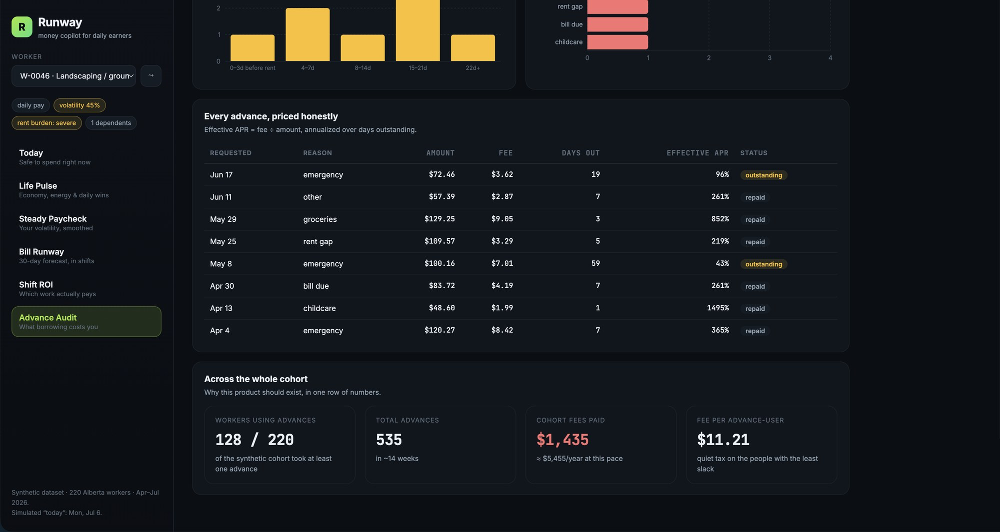 R
Runway
money copilot for daily earners
WORKER
W-0046 · Landscaping / groun
→
daily pay
volatility 45%
rent burden: severe
1 dependents
Today
Safe to spend right now
Life Pulse
Economy, energy & daily wins
Steady Paycheck
Your volatility, smoothed
Bill Runway
30-day forecast, in shifts
Shift ROI
Which work actually pays
Advance Audit
What borrowing costs you
Synthetic dataset · 220 Alberta workers · Apr–Jul
2026.
Simulated “today”: Mon, Jul 6.
2
1
0
0–3d before rent 4–7d 8–14d 15–21d 22d+
rent gap
bill due
childcare
0 1 2 3 4
Every advance, priced honestly
Effective APR = fee ÷ amount, annualized over days outstanding.
REQUESTED REASON AMOUNT FEE DAYS OUT EFFECTIVE APR STATUS
Jun 17 emergency $72.46 $3.62 19 96% outstanding
Jun 11 other $57.39 $2.87 7 261% repaid
May 29 groceries $129.25 $9.05 3 852% repaid
May 25 rent gap $109.57 $3.29 5 219% repaid
May 8 emergency $100.16 $7.01 59 43% outstanding
Apr 30 bill due $83.72 $4.19 7 261% repaid
Apr 13 childcare $48.60 $1.99 1 1495% repaid
Apr 4 emergency $120.27 $8.42 7 365% repaid
Across the whole cohort
Why this product should exist, in one row of numbers.
WORKERS USING ADVANCES
128 / 220
of the synthetic cohort took at least
one advance
TOTAL ADVANCES
535
in ~14 weeks
COHORT FEES PAID
$1,435
≈ $5,455/year at this pace
FEE PER ADVANCE-USER
$11.21
quiet tax on the people with the least
slack